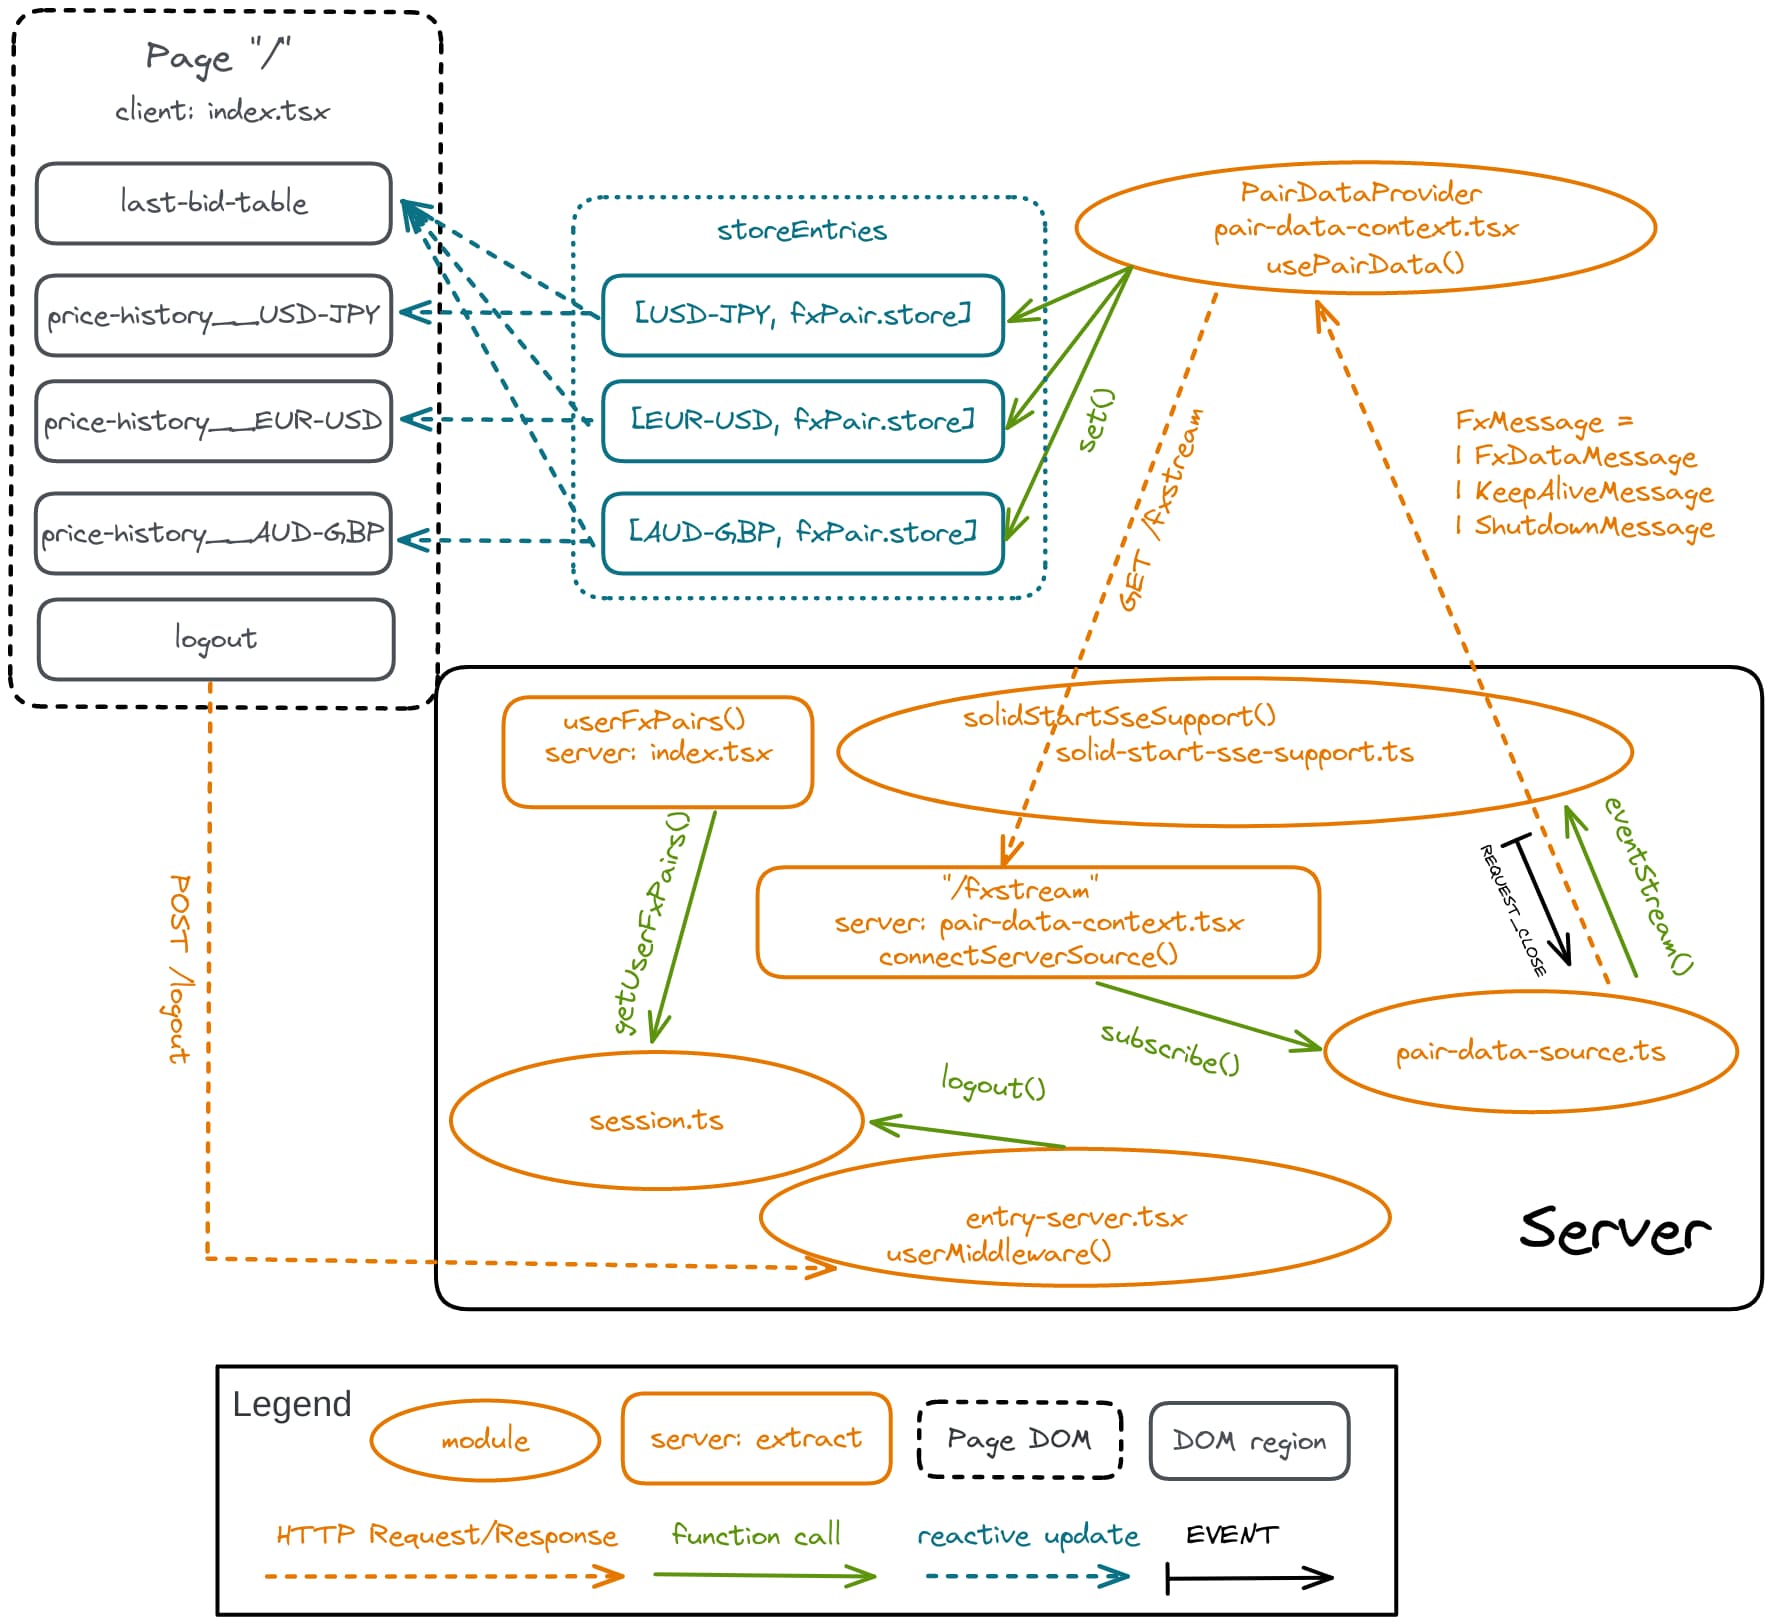 Page "/"
client: index.tsx
last-bid-table
price-history___USD-JPY
price-history___EUR-USD
price-history___AUD-GBP
logout
storeEntries
[USD-JPY, fxPair.store]
[EUR-USD, fxPair.store]
[AUD-GBP, fxPair.store]
PairDataProvider
pair-data-context.tsx
usePairData()
set()
GET /fxstream
FxMessage =
| FxDataMessage
| KeepAliveMessage
| ShutdownMessage
userFxPairs()
server: index.tsx
solidStartSseSupport()
solid-start-sse-support.ts
getUserFxPairs()
"/fxstream"
server: pair-data-context.tsx
connectServerSource()
REQUEST_CLOSE
eventStream()
POST /logout
subscribe()
pair-data-source.ts
logout()
session.ts
entry-server.tsx
userMiddleware()
Server
Legend
module
server: extract
Page DOM
DOM region
HTTP Request/Response
function call
reactive update
EVENT